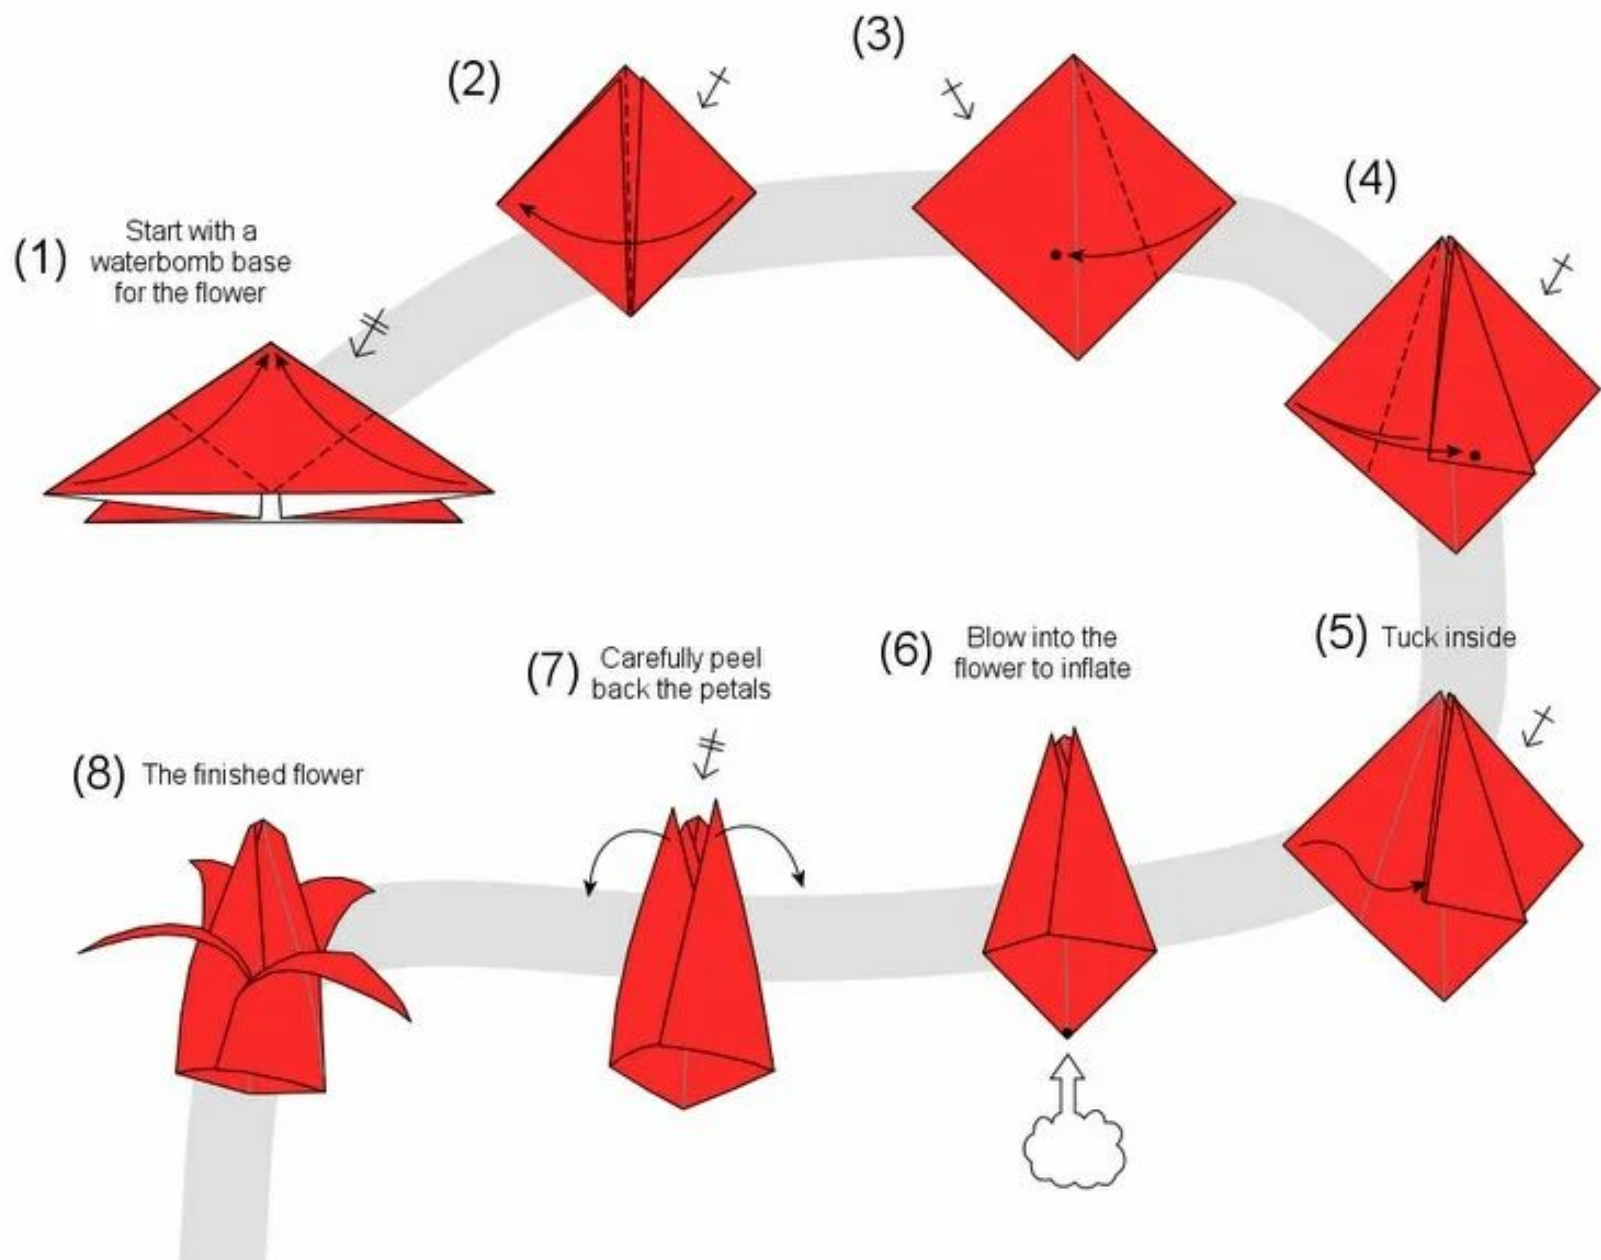 (1)
Start with a
waterbomb base
for the flower
(2)
(3)
(4)
(5) Tuck inside
(6)
Blow into the
flower to inflate
(7)
Carefully peel
back the petals
(8) The finished flower